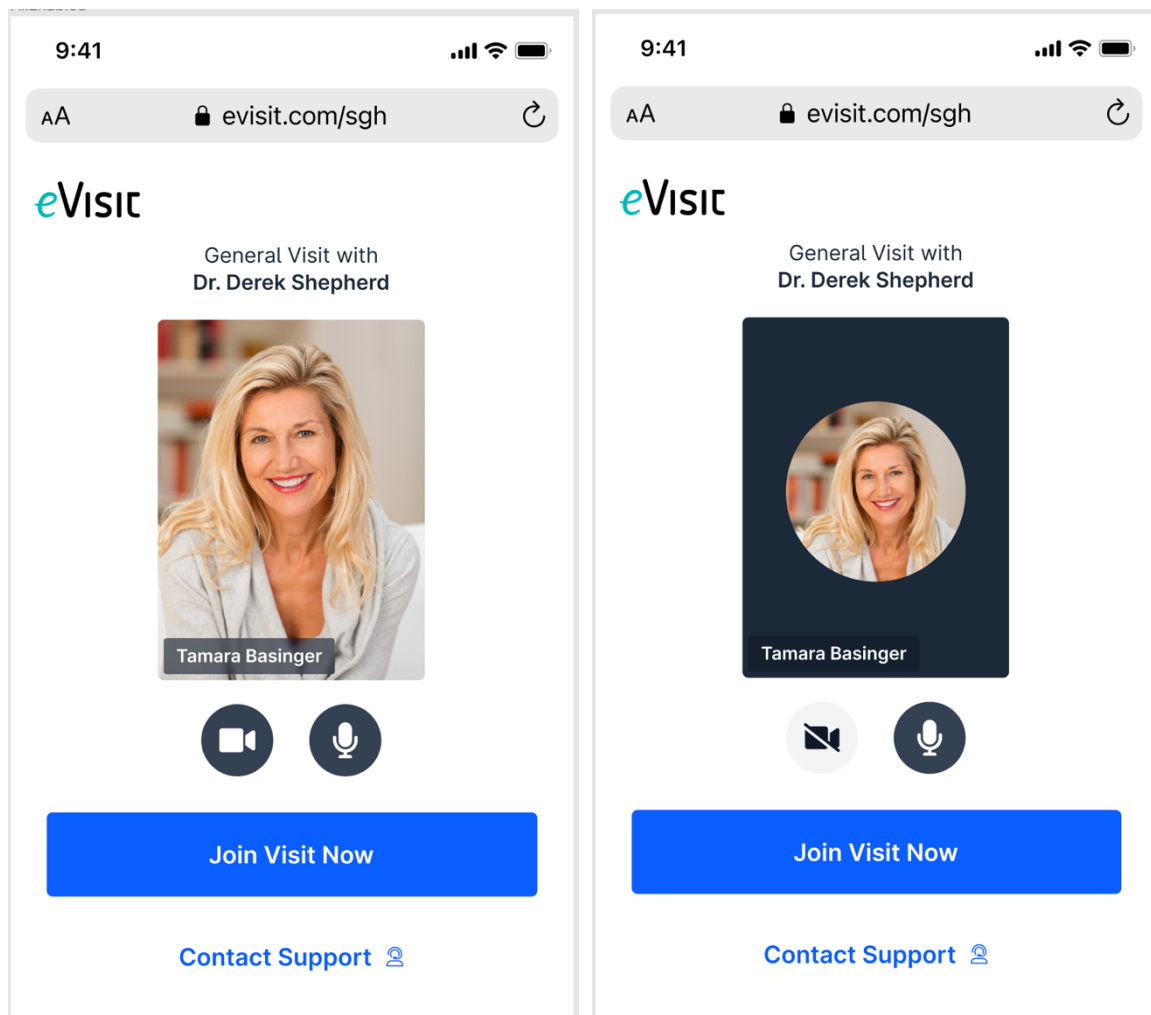 9:41
AA evisit.com/sgh
eVisit
General Visit with
Dr. Derek Shepherd
Tamara Basinger
Join Visit Now
Contact Support
9:41
AA evisit.com/sgh
eVisit
General Visit with
Dr. Derek Shepherd
Tamara Basinger
Join Visit Now
Contact Support